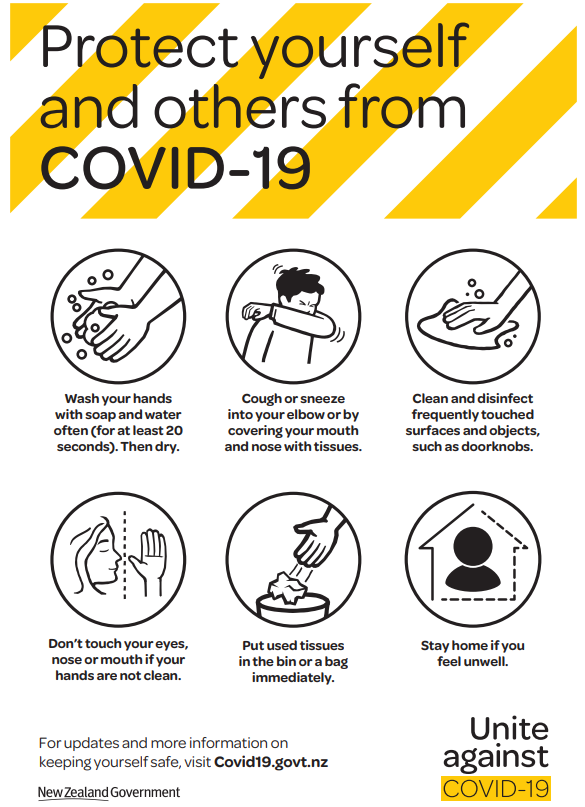 Protect yourself
and others from
COVID-19
Wash your hands
with soap and water
often (for at least 20
seconds). Then dry.
Cough or sneeze
into your elbow or by
covering your mouth
and nose with tissues.
Clean and disinfect
frequently touched
surfaces and objects,
such as doorknobs.
Don't touch your eyes,
nose or mouth if your
hands are not clean.
Put used tissues
in the bin or a bag
immediately.
Stay home if you
feel unwell.
For updates and more information on
keeping yourself safe, visit Covid19.govt.nz
New Zealand Government
Unite
against
COVID-19